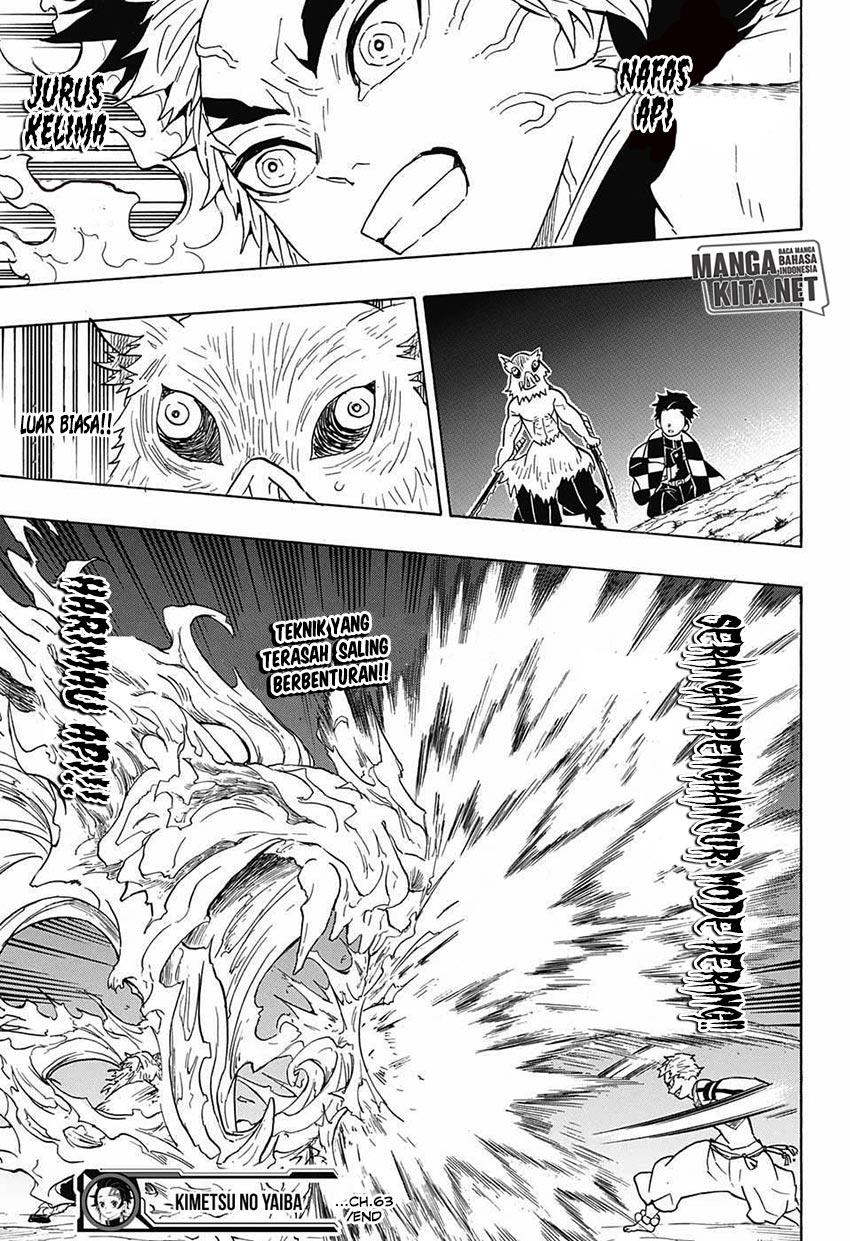 NAFAS
API
JURUS
KELIMA
MANGA
KITA.NET
BACA MANGA
BAHASA
INDONESIA
LUAR BIASA!!
SERANGAN PENGHANCUR: MODE PERANG!!
TEKNIK YANG
TERASAH SALING
BERBENTURAN!!
HARIMAU API!!!
KIMETSU NO YAIBA
...CH.63
/END